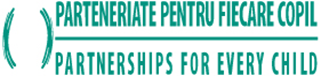 PARTENERIATE PENTRU FIECARE COPIL
PARTNERSHIPS FOR EVERY CHILD